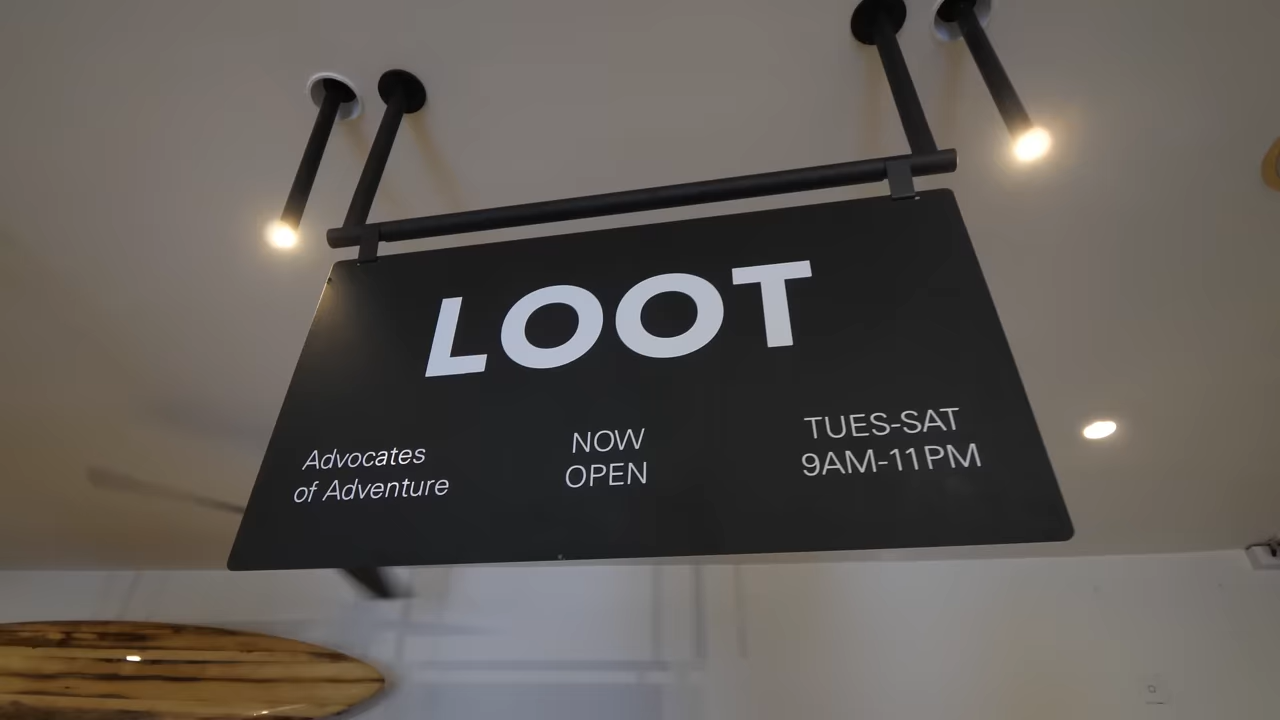 LOOT
Advocates
of Adventure
NOW
OPEN
TUES-SAT
9AM-11PM